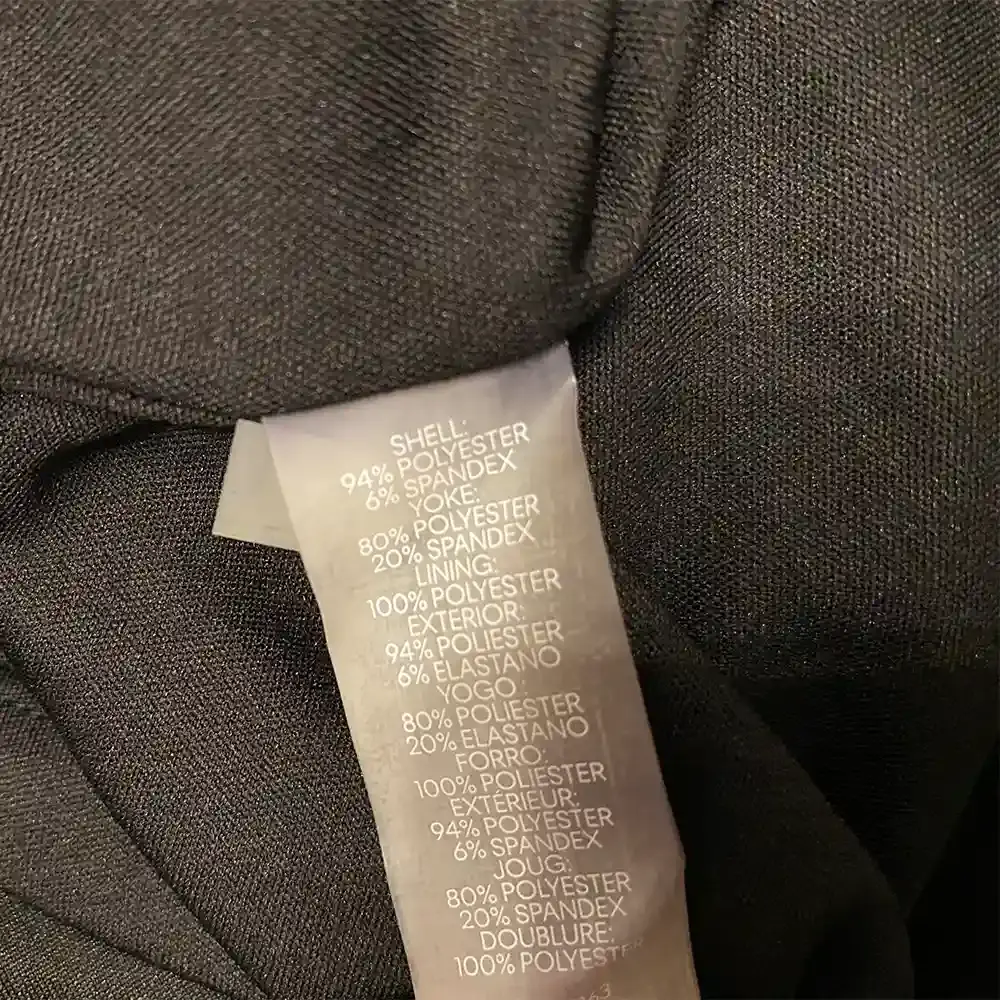 SHELL:
94% POLYESTER
6% SPANDEX
YOKE:
80% POLYESTER
20% SPANDEX
LINING:
100% POLYESTER
EXTERIOR:
94% POLIESTER
6% ELASTANO
YOGO:
80% POLIESTER
20% ELASTANO
FORRO:
100% POLIESTER
EXTÉRIEUR:
94% POLYESTER
6% SPANDEX
JOUG:
80% POLYESTER
20% SPANDEX
DOUBLURE:
100% POLYESTER